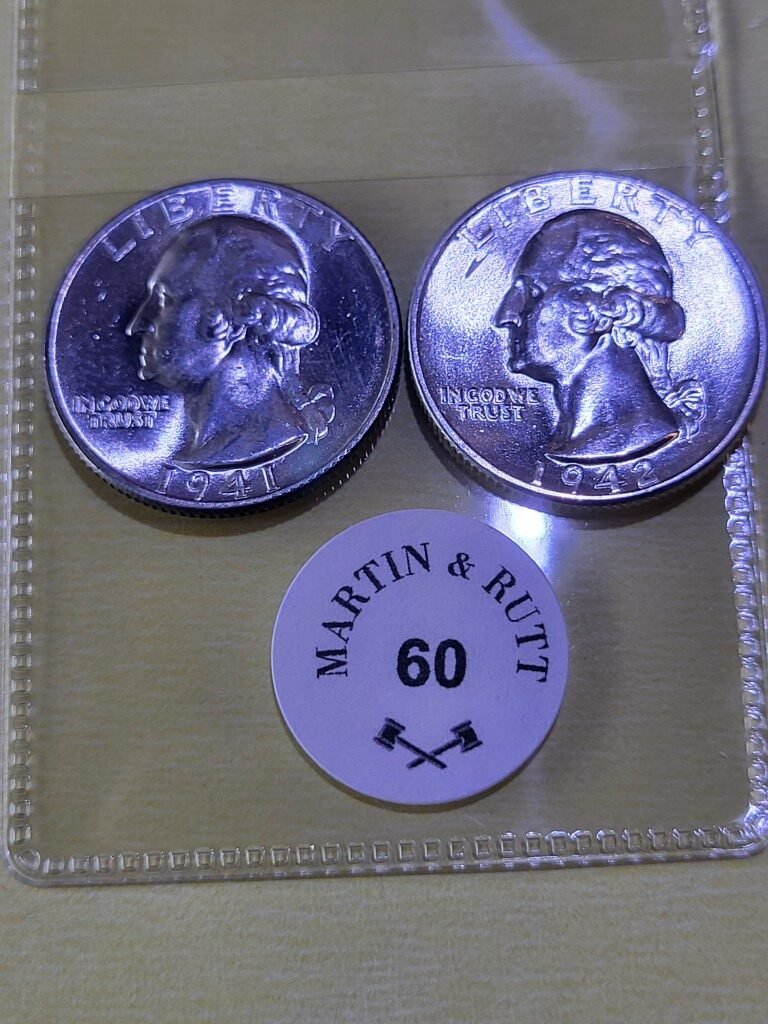 LIBERTY
IN GOD WE
TRUST
1941
LIBERTY
IN GOD WE
TRUST
1942
MARTIN & RUTT
60